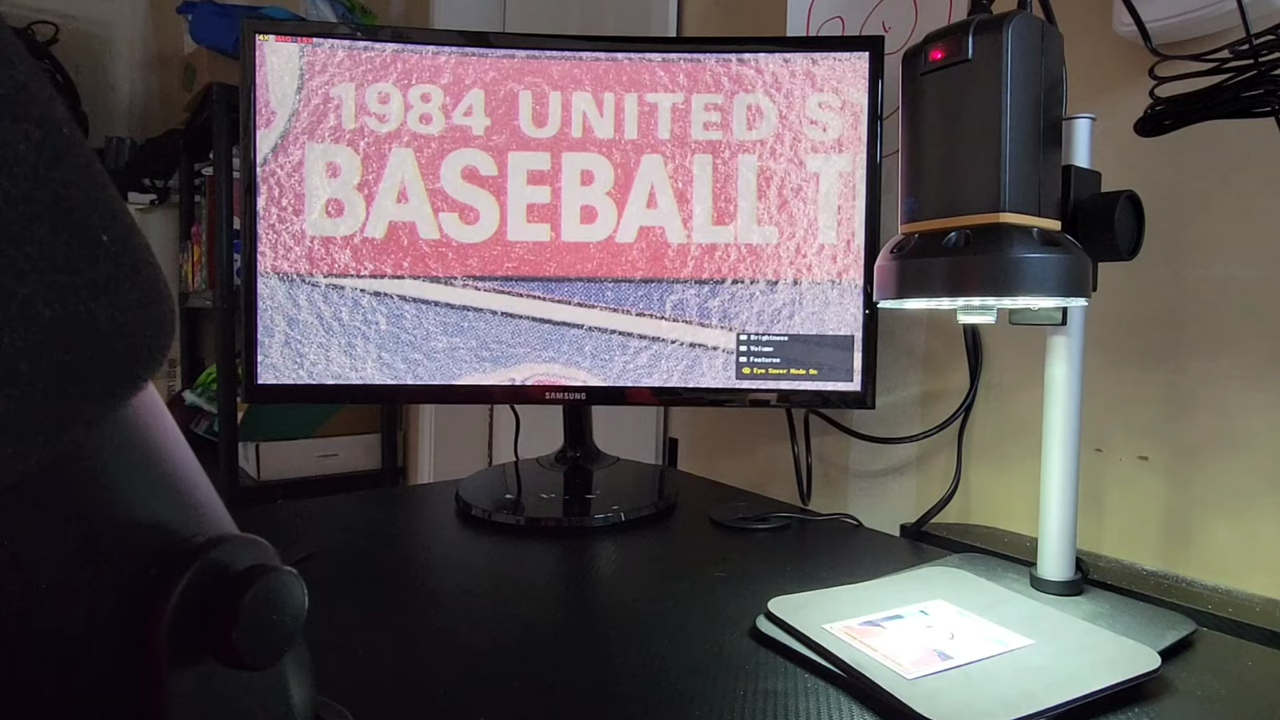 1984 UNITED S
BASEBALL T
Brightness
Volume
Features
Eye Saver Mode On
SAMSUNG